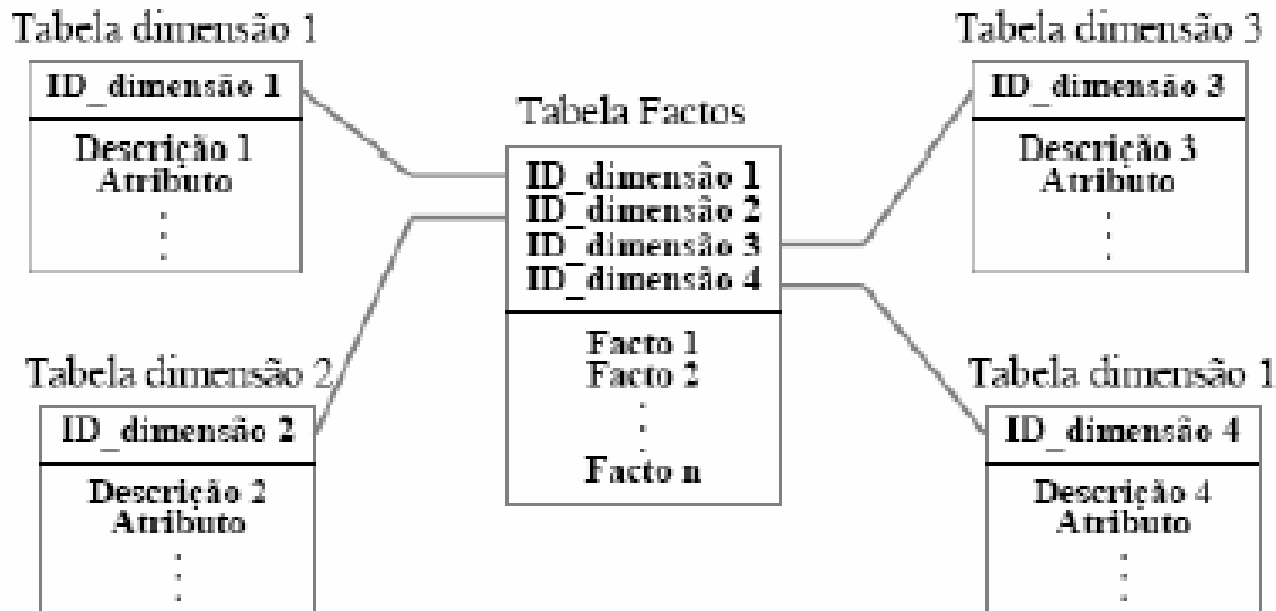 Tabela dimensão 1
ID_dimensão 1
Descrição 1
Atributo
.
.
.
Tabela dimensão 2
ID_dimensão 2
Descrição 2
Atributo
.
.
.
Tabela Factos
ID_dimensão 1
ID_dimensão 2
ID_dimensão 3
ID_dimensão 4
Facto 1
Facto 2
.
.
.
Facto n
Tabela dimensão 3
ID_dimensão 3
Descrição 3
Atributo
.
.
.
Tabela dimensão 1
ID_dimensão 4
Descrição 4
Atributo
.
.
.